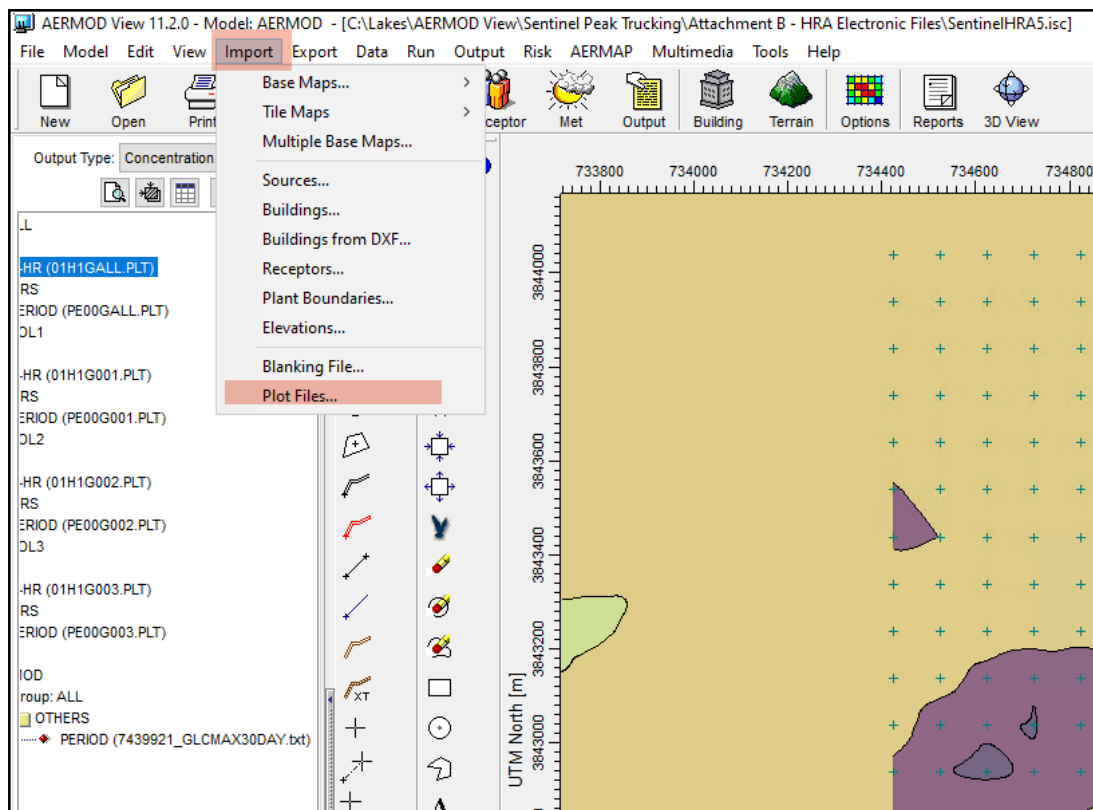 AERMOD View 11.2.0 - Model: AERMOD - [C:\Lakes\AERMOD View\Sentinel Peak Trucking\Attachment B - HRA Electronic Files\SentinelHRA5.isc]
File Model Edit View Import Export Data Run Output Risk AERMAP Multimedia Tools Help
New Open Print ceptor Met Output Building Terrain Options Reports 3D View
Base Maps...
Tile Maps
Multiple Base Maps...
Sources...
Buildings...
Buildings from DXF...
Receptors...
Plant Boundaries...
Elevations...
Blanking File...
Plot Files...
Output Type: Concentration
LL
-HR (01H1GALL.PLT)
RS
ERIOD (PE00GALL.PLT)
OL1
-HR (01H1G001.PLT)
RS
ERIOD (PE00G001.PLT)
OL2
-HR (01H1G002.PLT)
RS
ERIOD (PE00G002.PLT)
OL3
-HR (01H1G003.PLT)
RS
ERIOD (PE00G003.PLT)
IOD
roup: ALL
OTHERS
PERIOD (7439921_GLCMAX30DAY.txt)
XT
A
733800 734000 734200 734400 734600 734800
3844000
3843800
3843600
3843400
3843200
3843000
UTM North [m]